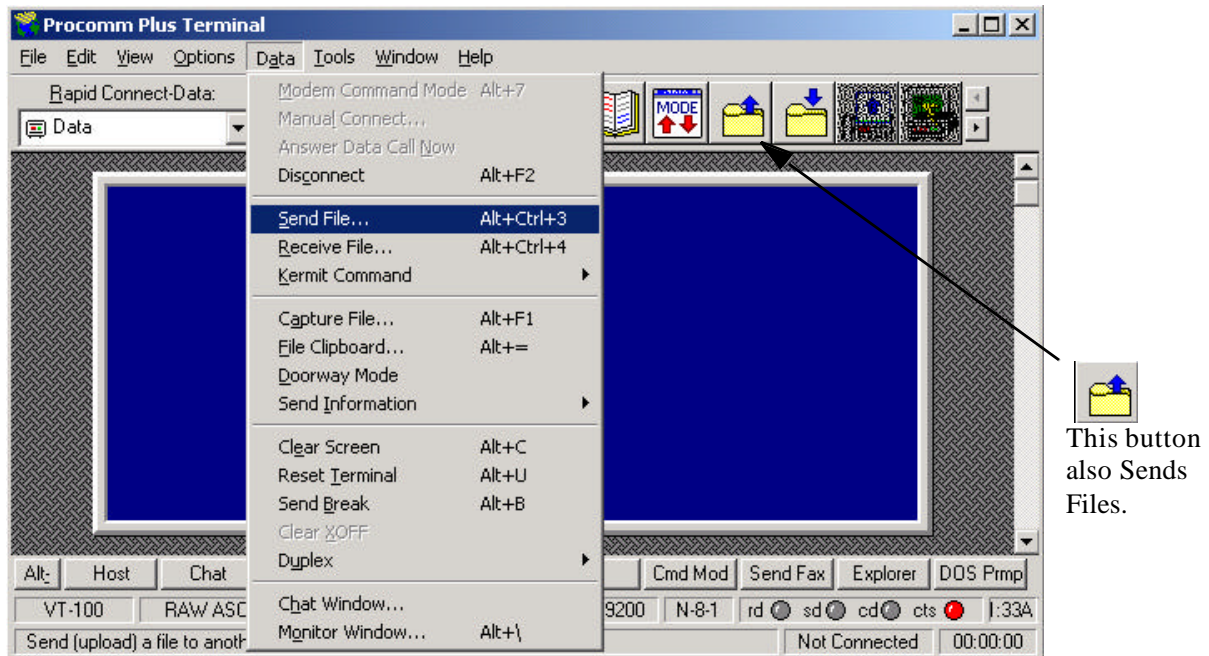 Procomm Plus Terminal
File Edit View Options Data Tools Window Help
Rapid Connect-Data:
Data
MODE
Modem Command Mode Alt+7
Manual Connect...
Answer Data Call Now
Disconnect Alt+F2
Send File... Alt+Ctrl+3
Receive File... Alt+Ctrl+4
Kermit Command
Capture File... Alt+F1
File Clipboard... Alt+=
Doorway Mode
Send Information
Clear Screen Alt+C
Reset Terminal Alt+U
Send Break Alt+B
Clear XOFF
Duplex
Chat Window...
Monitor Window... Alt+\
This button
also Sends
Files.
Alt- Host Chat Cmd Mod Send Fax Explorer DOS Prmp
VT-100 RAW ASC 9200 N-8-1 rd sd cd cts :33A
Send (upload) a file to anoth Not Connected 00:00:00